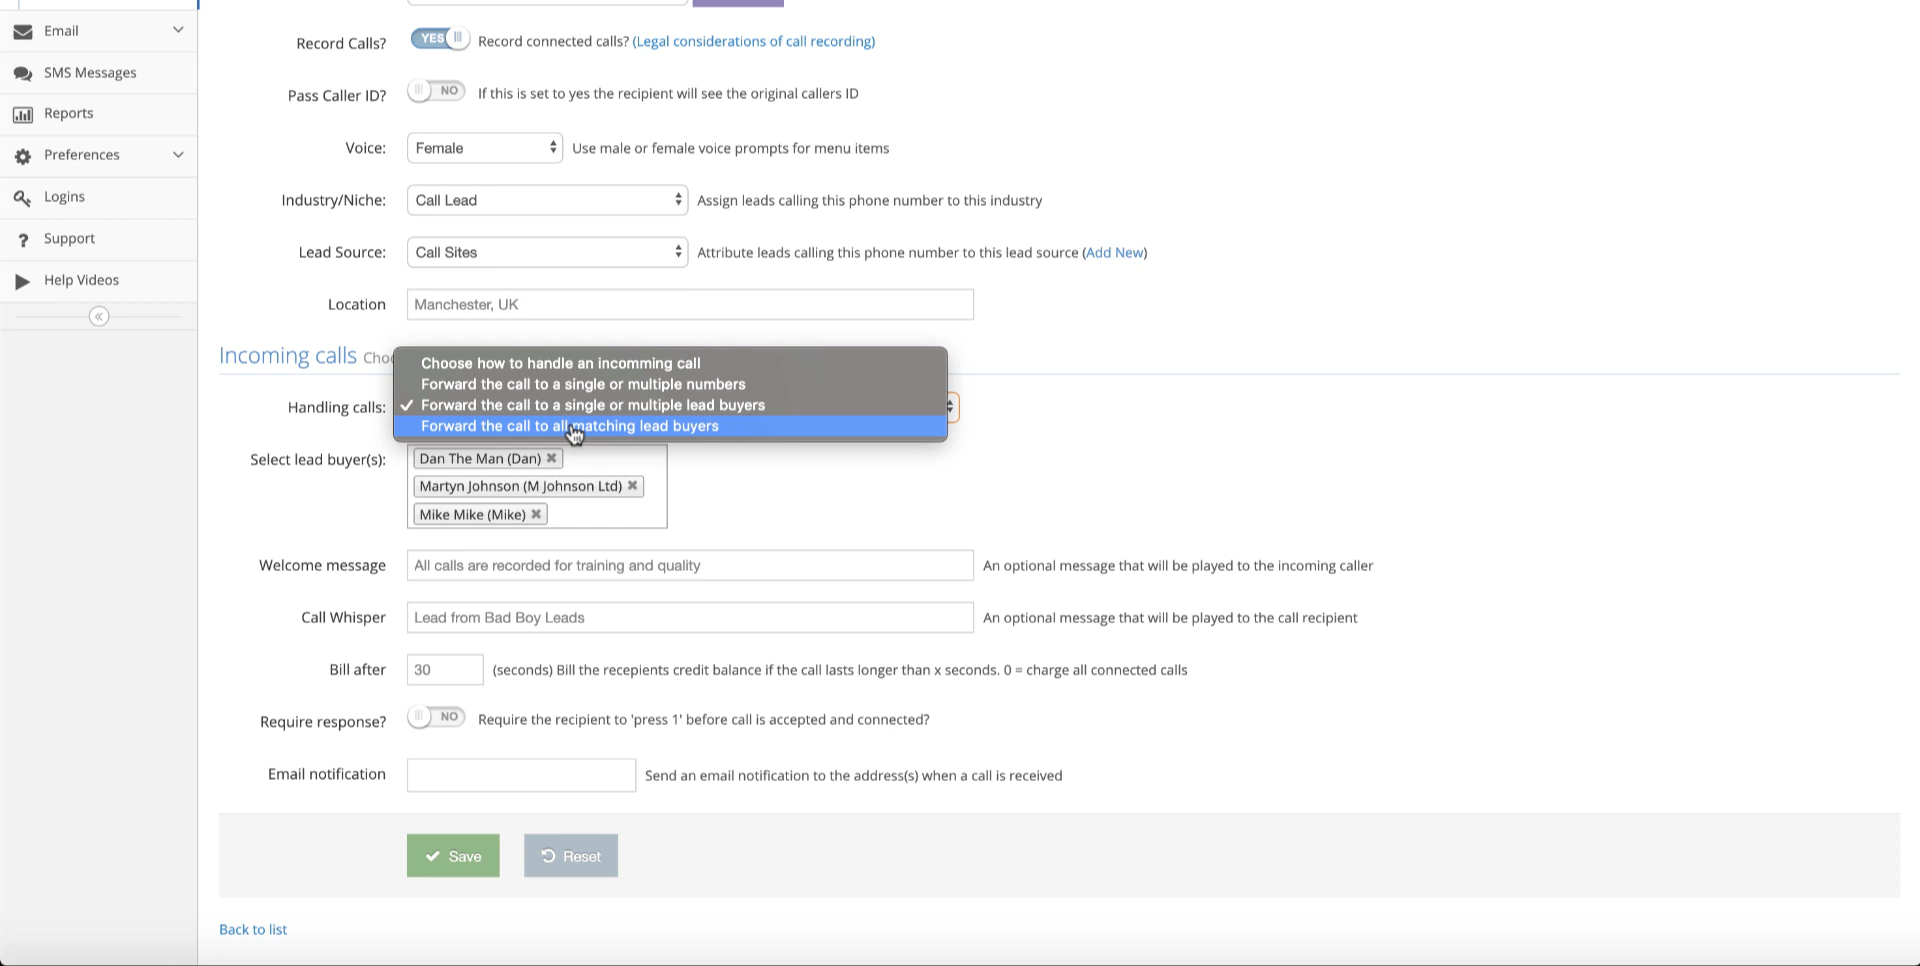 Email
SMS Messages
Reports
Preferences
Logins
Support
Help Videos
Record Calls? YES Record connected calls? (Legal considerations of call recording)
Pass Caller ID? NO If this is set to yes the recipient will see the original callers ID
Voice: Female Use male or female voice prompts for menu items
Industry/Niche: Call Lead Assign leads calling this phone number to this industry
Lead Source: Call Sites Attribute leads calling this phone number to this lead source (Add New)
Location Manchester, UK
Incoming calls
Choose how to handle an incomming call
Forward the call to a single or multiple numbers
Handling calls: ✓ Forward the call to a single or multiple lead buyers
Forward the call to all matching lead buyers
Select lead buyer(s): Dan The Man (Dan) ✖
Martyn Johnson (M Johnson Ltd) ✖
Mike Mike (Mike) ✖
Welcome message All calls are recorded for training and quality An optional message that will be played to the incoming caller
Call Whisper Lead from Bad Boy Leads An optional message that will be played to the call recipient
Bill after 30 (seconds) Bill the recepients credit balance if the call lasts longer than x seconds. 0 = charge all connected calls
Require response? NO Require the recipient to 'press 1' before call is accepted and connected?
Email notification Send an email notification to the address(s) when a call is received
Save Reset
Back to list